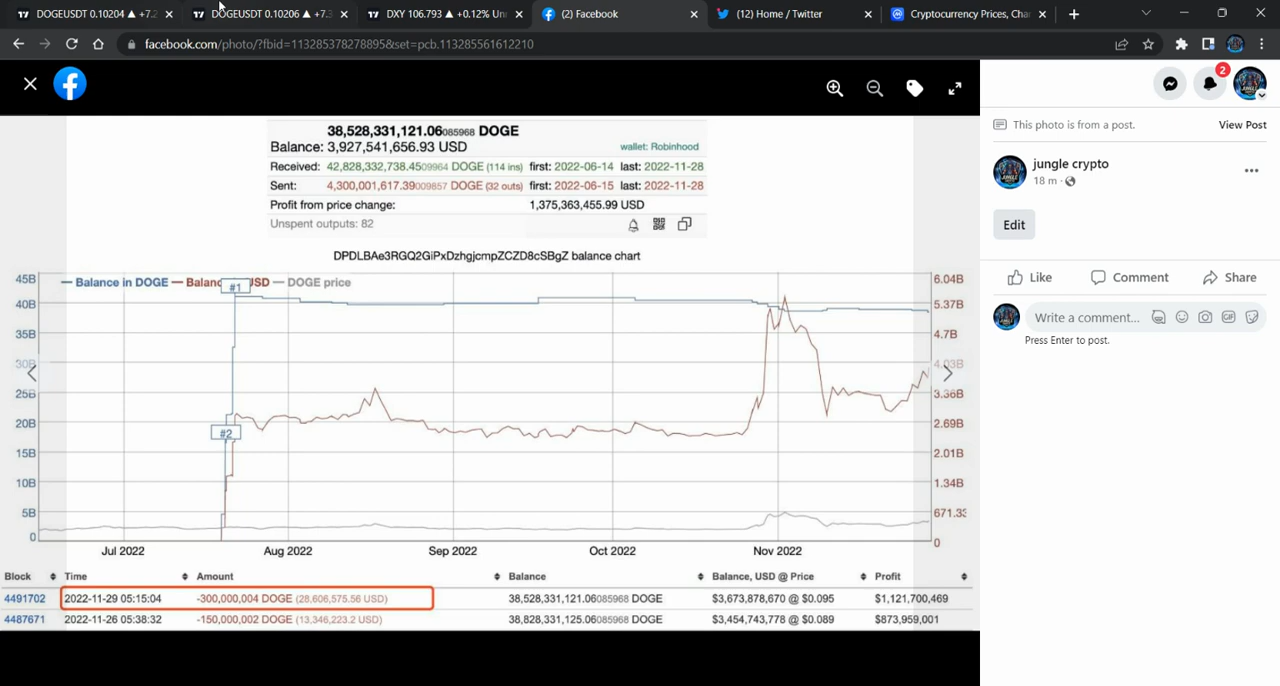 DOGEUSDT 0.10204 ▲ +7.2
DOGEUSDT 0.10206 ▲ +7.3
DXY 106.793 ▲ +0.12% Un
(2) Facebook
(12) Home / Twitter
Cryptocurrency Prices, Cha
facebook.com/photo/?fbid=113285378278895&set=pcb.113285561612210
38,528,331,121.06085968 DOGE
Balance: 3,927,541,656.93 USD wallet: Robinhood
Received: 42,828,332,738.4509964 DOGE (114 ins) first: 2022-06-14 last: 2022-11-28
Sent: 4,300,001,617.39009857 DOGE (32 outs) first: 2022-06-15 last: 2022-11-28
Profit from price change: 1,375,363,455.99 USD
Unspent outputs: 82
DPDLBAe3RGQ2GiPxDzhgjcmpZCZD8cSBgZ balance chart
Balance in DOGE Balanc USD DOGE price
#1
#2
45B
40B
35B
30B
25B
20B
15B
10B
5B
0
6.04B
5.37B
4.7B
4.03B
3.36B
2.69B
2.01B
1.34B
671.3
0
Jul 2022 Aug 2022 Sep 2022 Oct 2022 Nov 2022
Block Time Amount Balance Balance, USD @ Price Profit
4491702 2022-11-29 05:15:04 -300,000,004 DOGE (28,606,575.56 USD) 38,528,331,121.06085968 DOGE $3,673,878,670 @ $0.095 $1,121,700,469
4487671 2022-11-26 05:38:32 -150,000,002 DOGE (13,346,223.2 USD) 38,828,331,125.06085968 DOGE $3,454,743,778 @ $0.089 $873,959,001
2
This photo is from a post. View Post
jungle crypto
18 m ·
Edit
Like Comment Share
Write a comment...
GIF
Press Enter to post.